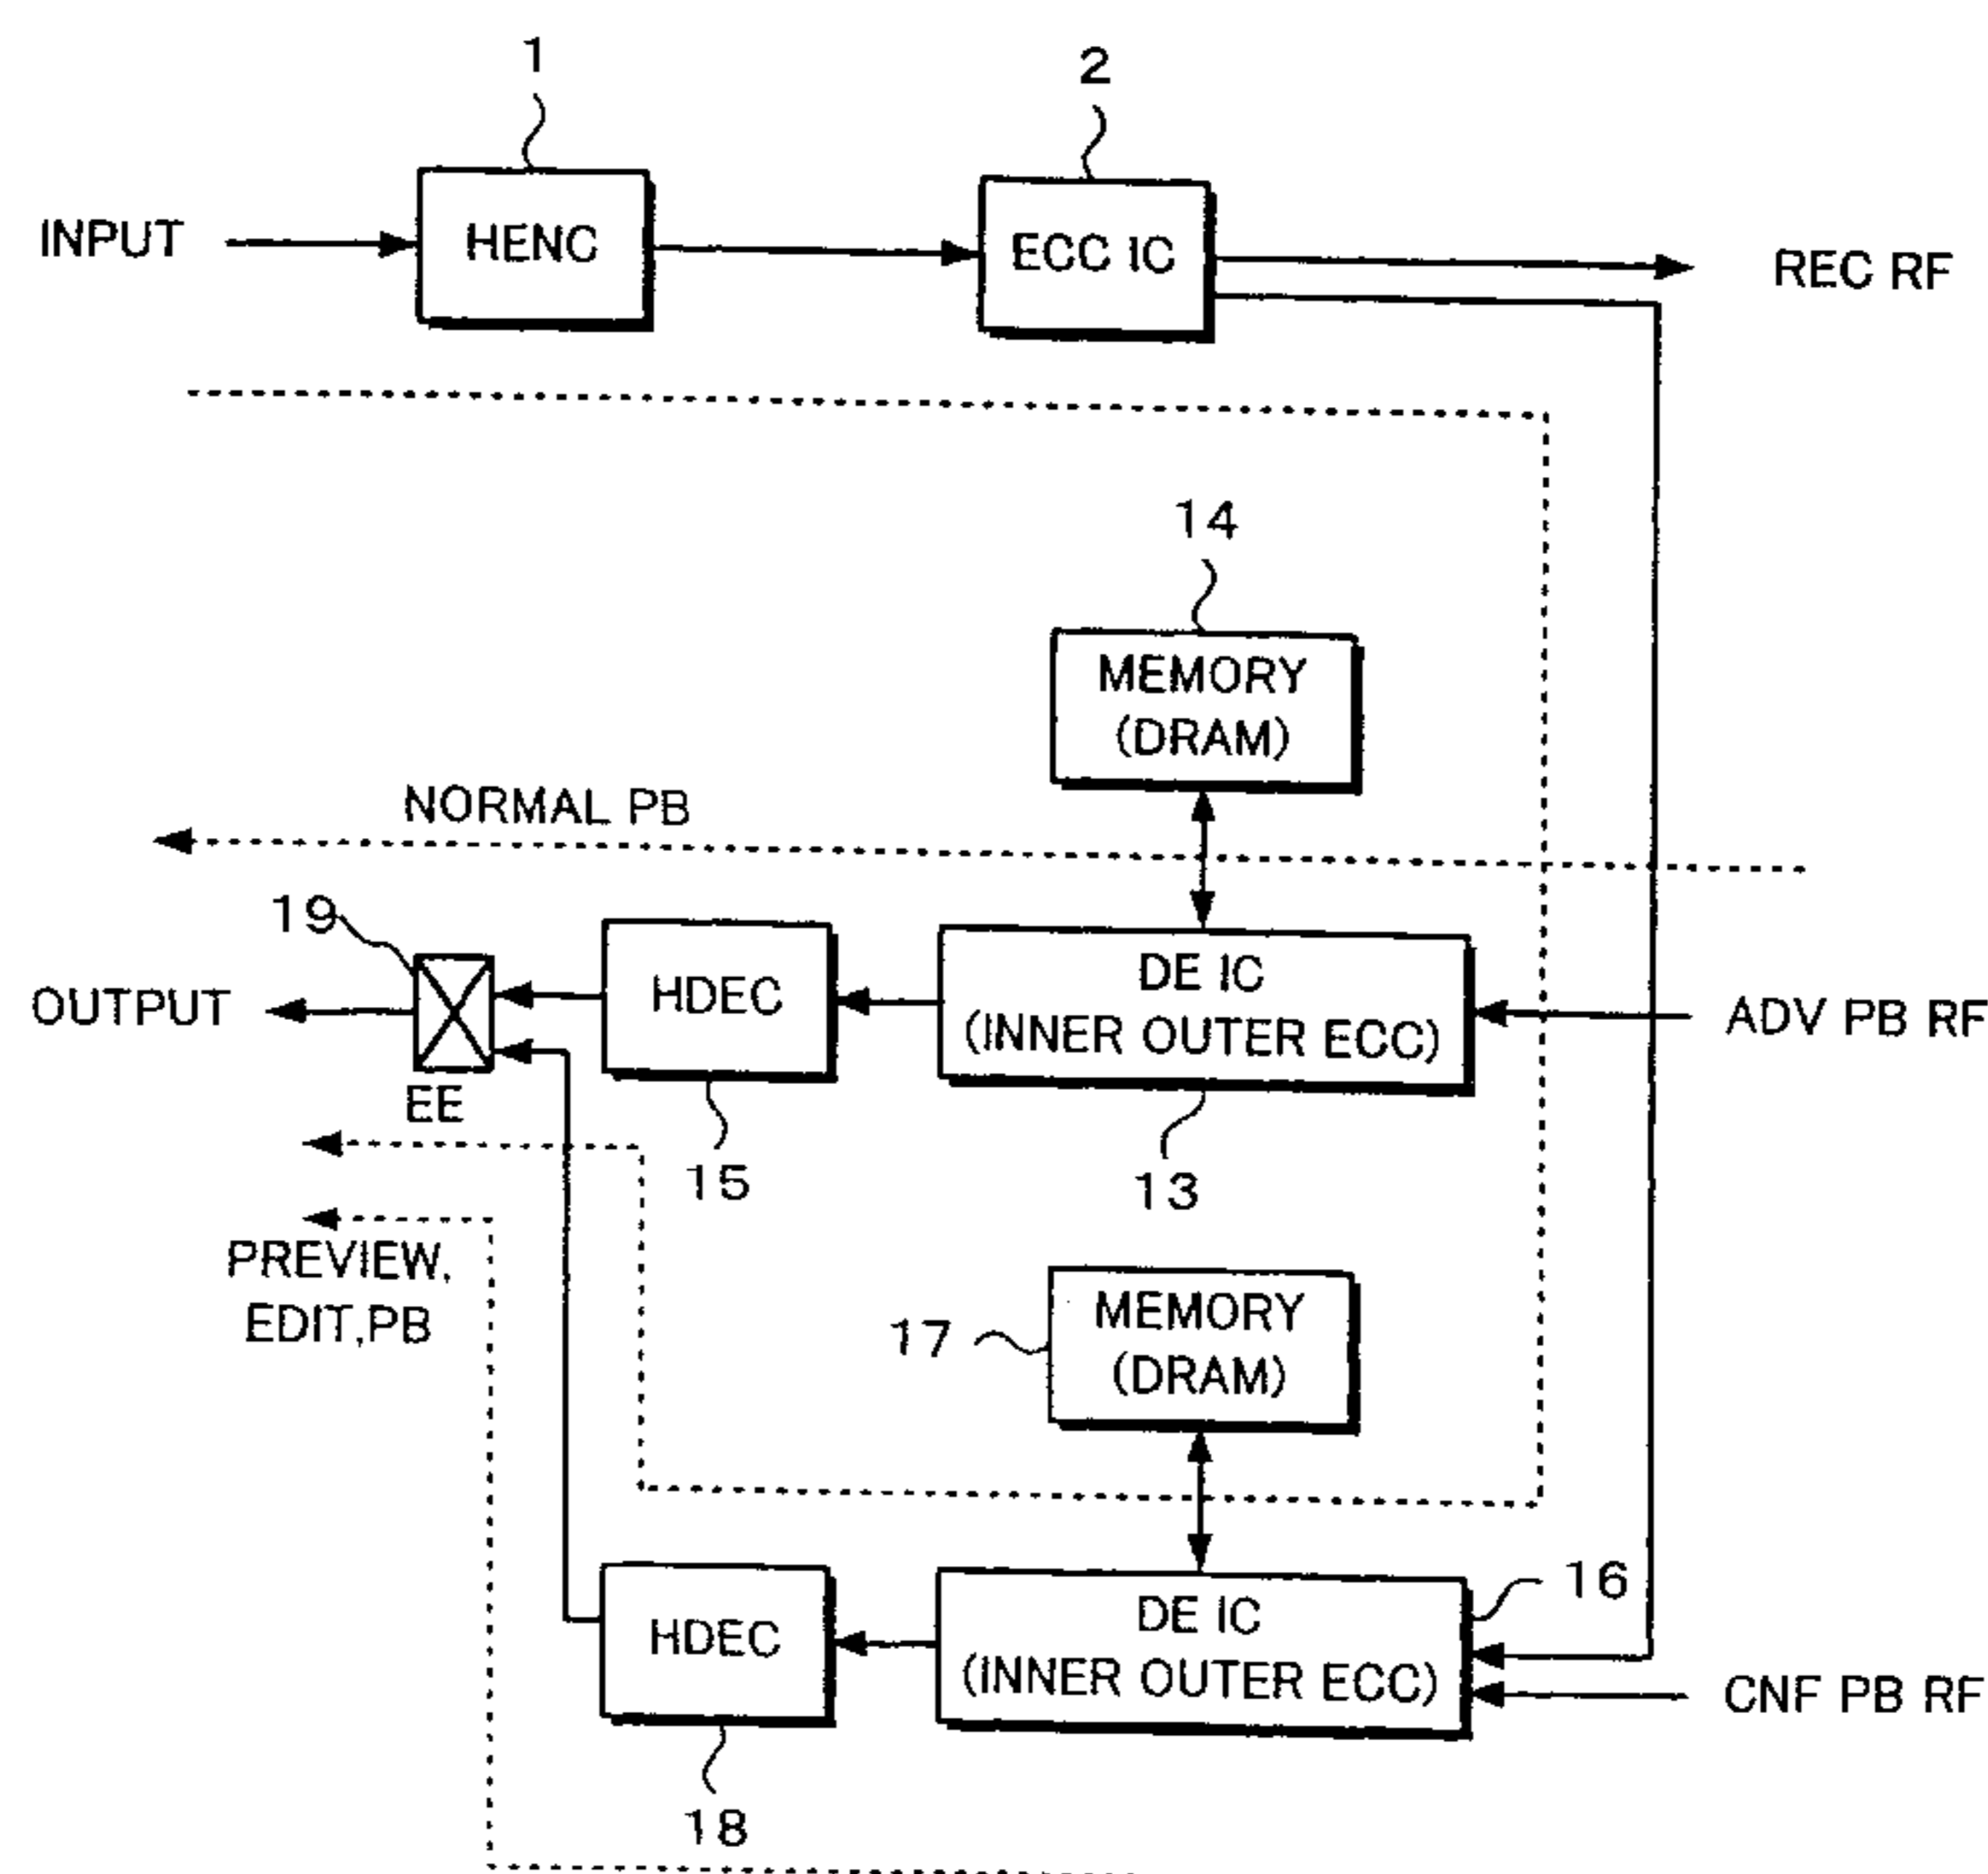 1
2
INPUT
HENC
ECC IC
REC RF
14
MEMORY
(DRAM)
NORMAL PB
19
OUTPUT
EE
HDEC
DE IC
(INNER OUTER ECC)
ADV PB RF
15
13
PREVIEW,
EDIT,PB
17
MEMORY
(DRAM)
16
HDEC
DE IC
(INNER OUTER ECC)
CNF PB RF
18